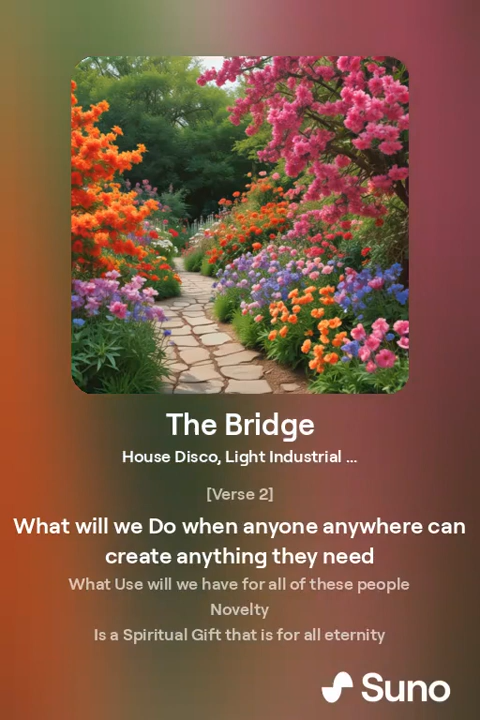 The Bridge
House Disco, Light Industrial ...
[Verse 2]
What will we Do when anyone anywhere can
create anything they need
What Use will we have for all of these people
Novelty
Is a Spiritual Gift that is for all eternity
Suno